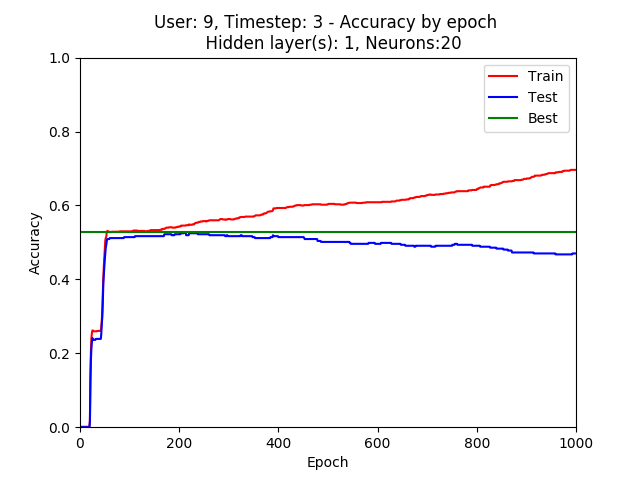 User: 9, Timestep: 3 - Accuracy by epoch
Hidden layer(s): 1, Neurons:20
1.0
0.8
0.6
0.4
0.2
0.0
Accuracy
Train
Test
Best
0 200 400 600 800 1000
Epoch